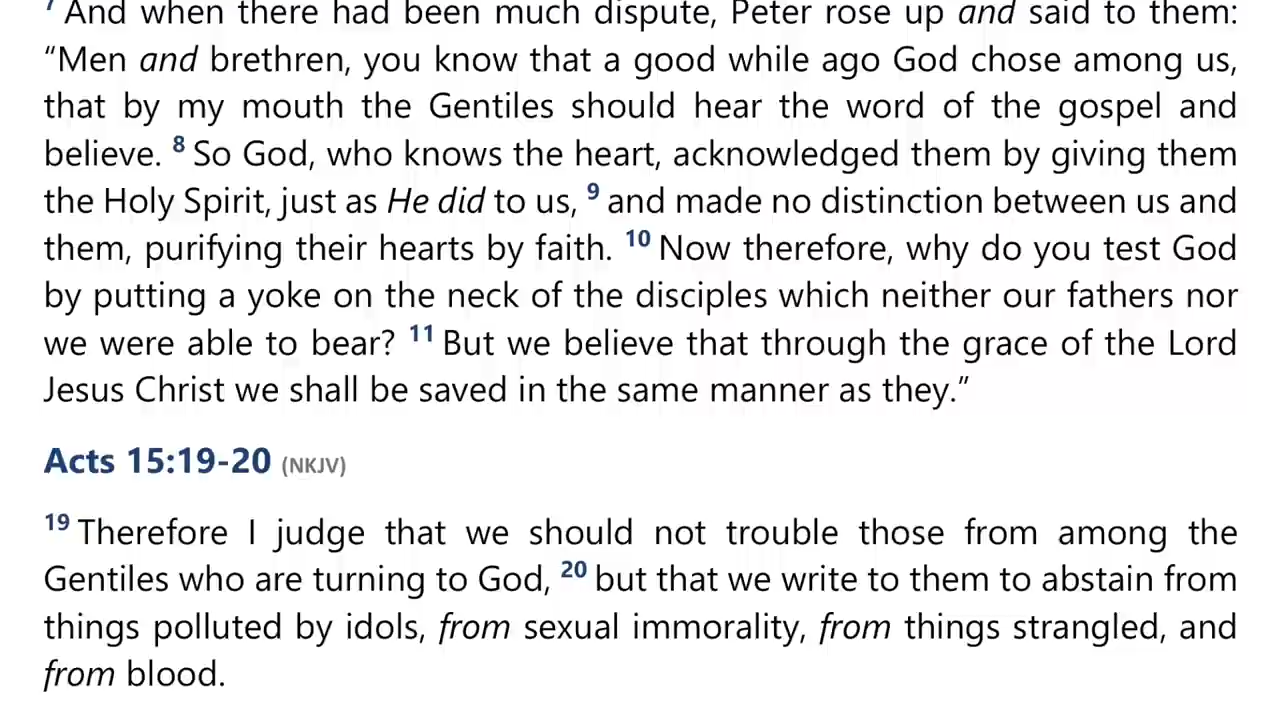 7 And when there had been much dispute, Peter rose up and said to them:
“Men and brethren, you know that a good while ago God chose among us,
that by my mouth the Gentiles should hear the word of the gospel and
believe. 8 So God, who knows the heart, acknowledged them by giving them
the Holy Spirit, just as He did to us, 9 and made no distinction between us and
them, purifying their hearts by faith. 10 Now therefore, why do you test God
by putting a yoke on the neck of the disciples which neither our fathers nor
we were able to bear? 11 But we believe that through the grace of the Lord
Jesus Christ we shall be saved in the same manner as they.”
Acts 15:19-20 (NKJV)
19 Therefore I judge that we should not trouble those from among the
Gentiles who are turning to God, 20 but that we write to them to abstain from
things polluted by idols, from sexual immorality, from things strangled, and
from blood.